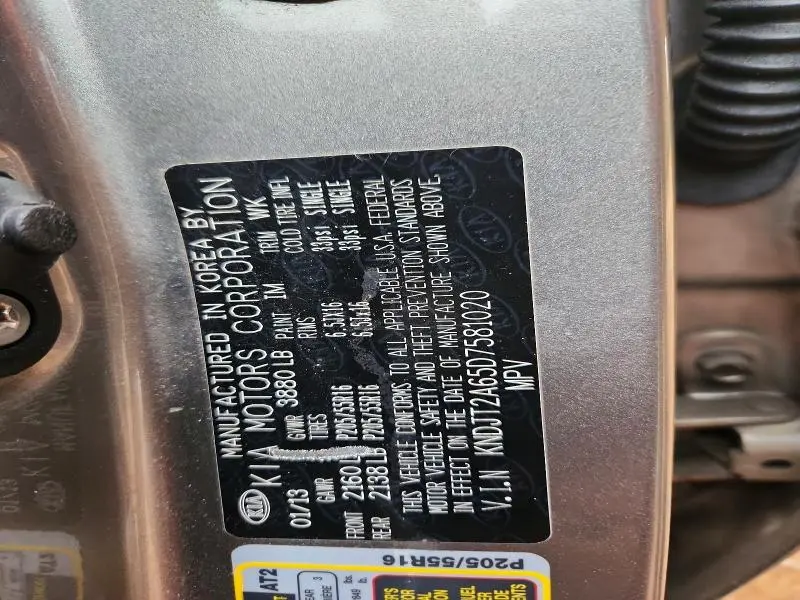 MANUFACTURED IN KOREA BY
KIA KIA MOTORS CORPORATION
01/13 GVWR 3880 LB PAINT IM TRIM WK
GAWR TIRES RIMS COLD TIRE INFL
FRONT 2160 LB P205/55R16 6.5JX16 33psi SINGLE
REAR 2138 LB P205/55R16 6.5Jx16 33psi SINGLE
THIS VEHICLE CONFORMS TO ALL APPLICABLE U.S.A. FEDERAL
MOTOR VEHICLE SAFETY AND THEFT PREVENTION STANDARDS
IN EFFECT ON THE DATE OF MANUFACTURE SHOWN ABOVE.
V.I.N KNDJT2A65D7581020
MPV
AT2
P205/55R16